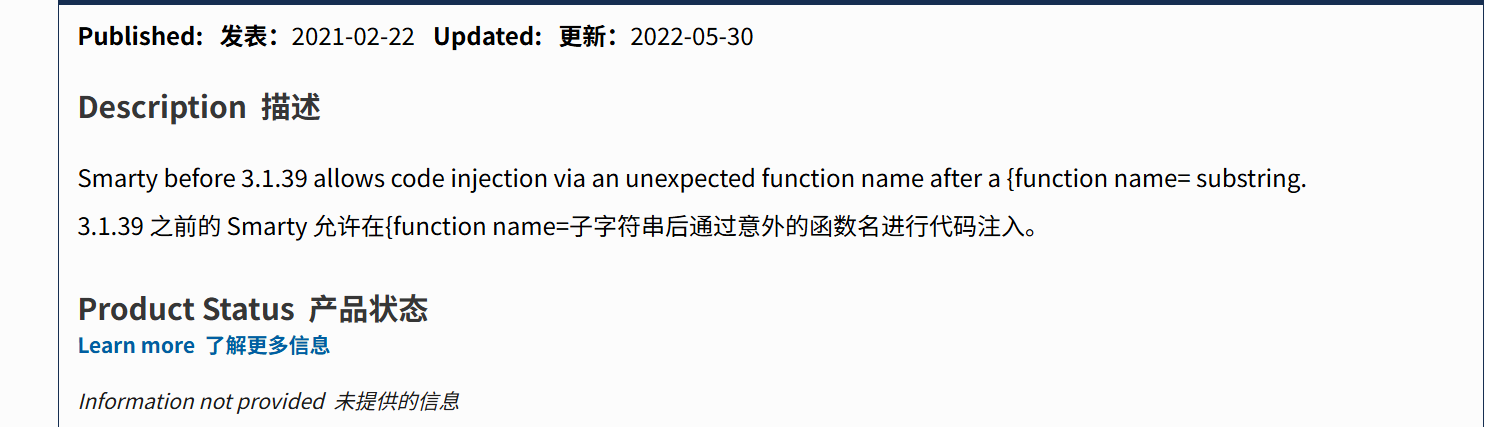 Published: 发表：2021-02-22 Updated: 更新：2022-05-30
Description 描述
Smarty before 3.1.39 allows code injection via an unexpected function name after a {function name= substring.
3.1.39 之前的 Smarty 允许在{function name=子字符串后通过意外的函数名进行代码注入。
Product Status 产品状态
Learn more 了解更多信息
Information not provided 未提供的信息